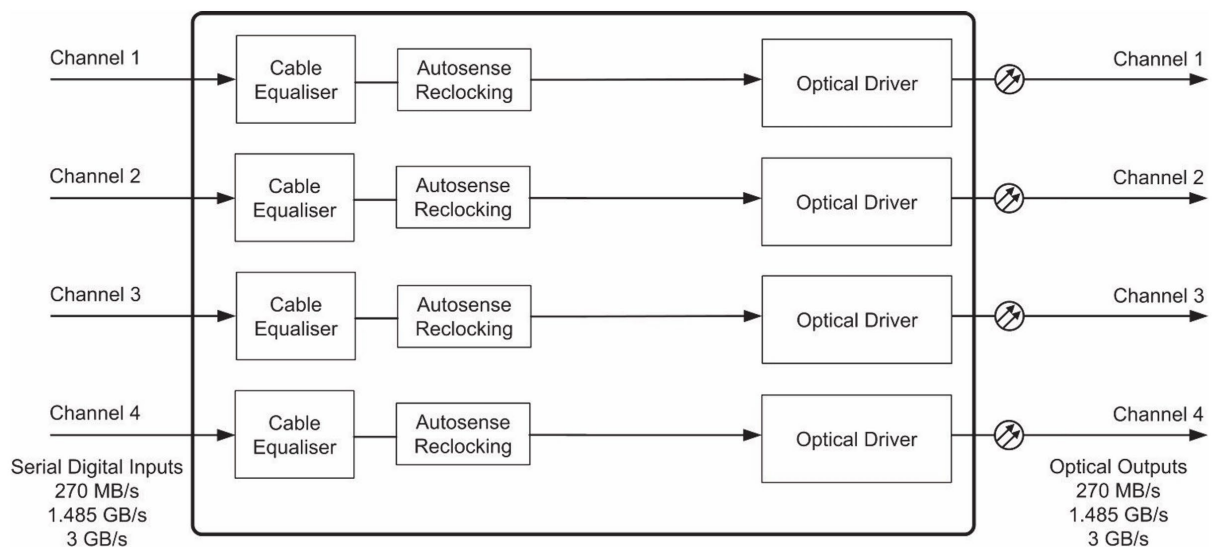 Channel 1
Cable
Equaliser
Autosense
Reclocking
Optical Driver
Channel 1
Channel 2
Cable
Equaliser
Autosense
Reclocking
Optical Driver
Channel 2
Channel 3
Cable
Equaliser
Autosense
Reclocking
Optical Driver
Channel 3
Channel 4
Cable
Equaliser
Autosense
Reclocking
Optical Driver
Channel 4
Serial Digital Inputs
270 MB/s
1.485 GB/s
3 GB/s
Optical Outputs
270 MB/s
1.485 GB/s
3 GB/s